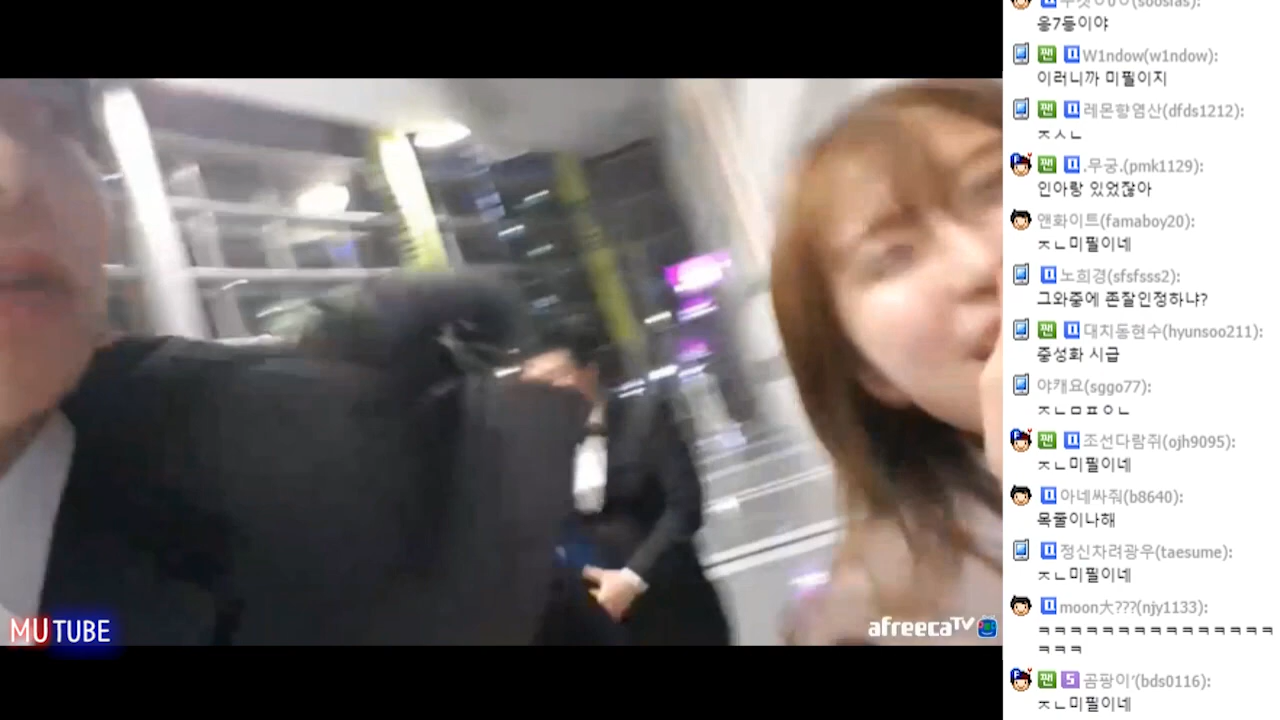 옹7둥이야
W1ndow(w1ndow):
이러니까 미필이지
레몬향염산(dfds1212):
ㅈㅅㄴ
.무궁.(pmk1129):
인아랑 있었잖아
앤화이트(famaboy20):
ㅈㄴ미필이네
노희경(sfsfsss2):
그와중에 존잘인정하냐?
대치동현수(hyunsoo211):
중성화 시급
야캐요(sggo77):
ㅈㄴㅁㅍㅇㄴ
조선다람쥐(ojh9095):
ㅈㄴ미필이네
아네싸줘(b8640):
목줄이나해
정신차려광우(taesume):
ㅈㄴ미필이네
moon大???(njy1133):
ㅋㅋㅋㅋㅋㅋㅋㅋㅋㅋㅋㅋㅋㅋㅋ
ㅋㅋㅋ
곰팡이'(bds0116):
ㅈㄴ미필이네
MUTUBE
afreecaTV